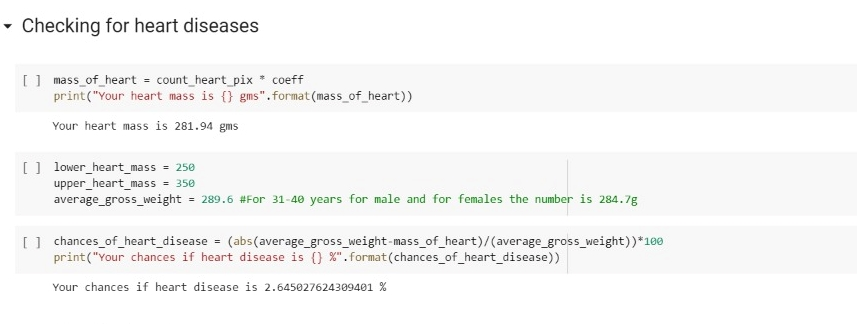 Checking for heart diseases
[ ] mass_of_heart = count_heart_pix * coeff
print("Your heart mass is {} gms".format(mass_of_heart))
Your heart mass is 281.94 gms
[ ] lower_heart_mass = 250
upper_heart_mass = 350
average_gross_weight = 289.6 #For 31-40 years for male and for females the number is 284.7g
[ ] chances_of_heart_disease = (abs(average_gross_weight-mass_of_heart)/(average_gross_weight))*100
print("Your chances if heart disease is {} %".format(chances_of_heart_disease))
Your chances if heart disease is 2.645027624309401 %